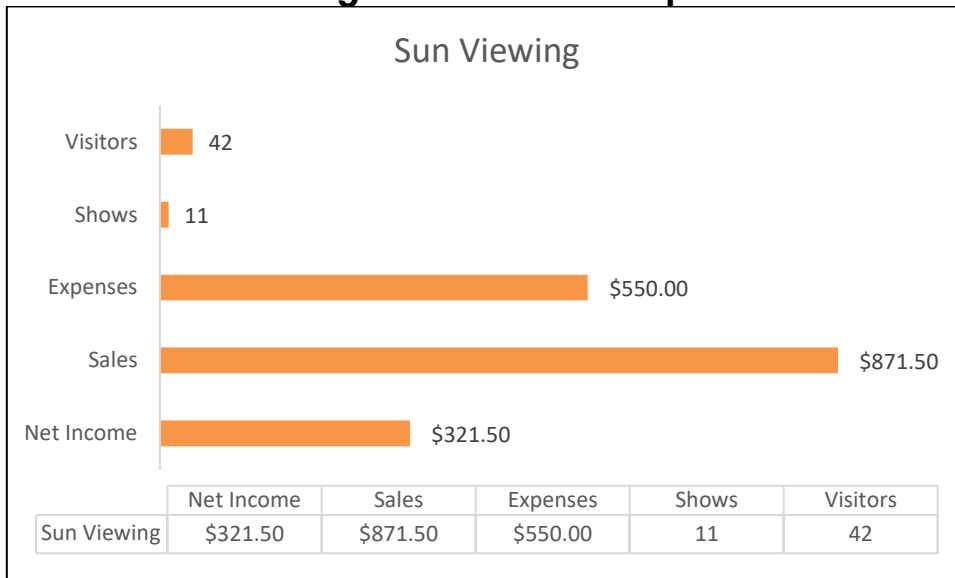 Sun Viewing
Visitors 42
Shows 11
Expenses $550.00
Sales $871.50
Net Income $321.50
Net Income Sales Expenses Shows Visitors
Sun Viewing $321.50 $871.50 $550.00 11 42